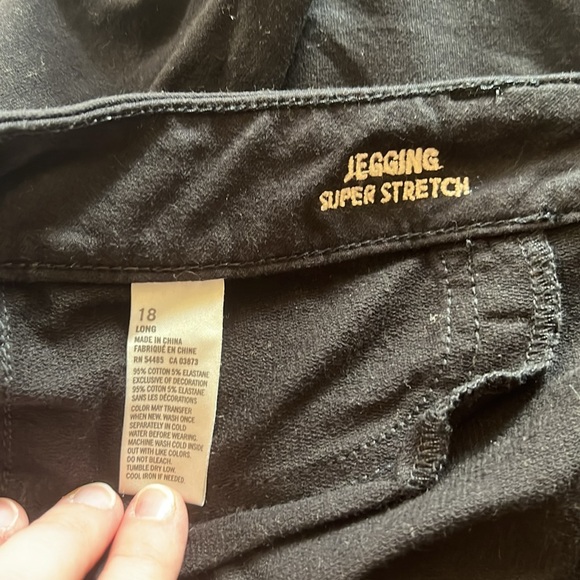 JEGGING
SUPER STRETCH
18
LONG
MADE IN CHINA
FABRIQUÉ EN CHINE
RN 54485 CA 03873
95% COTTON 5% ELASTANE
EXCLUSIVE OF DECORATION
95% COTTON 5% ELASTANE
SANS LES DÉCORATIONS
COLOR MAY TRANSFER
WHEN NEW. WASH ONCE
SEPARATELY IN COLD
WATER BEFORE WEARING.
MACHINE WASH COLD INSIDE
OUT WITH LIKE COLORS.
DO NOT BLEACH.
TUMBLE DRY LOW.
COOL IRON IF NEEDED.